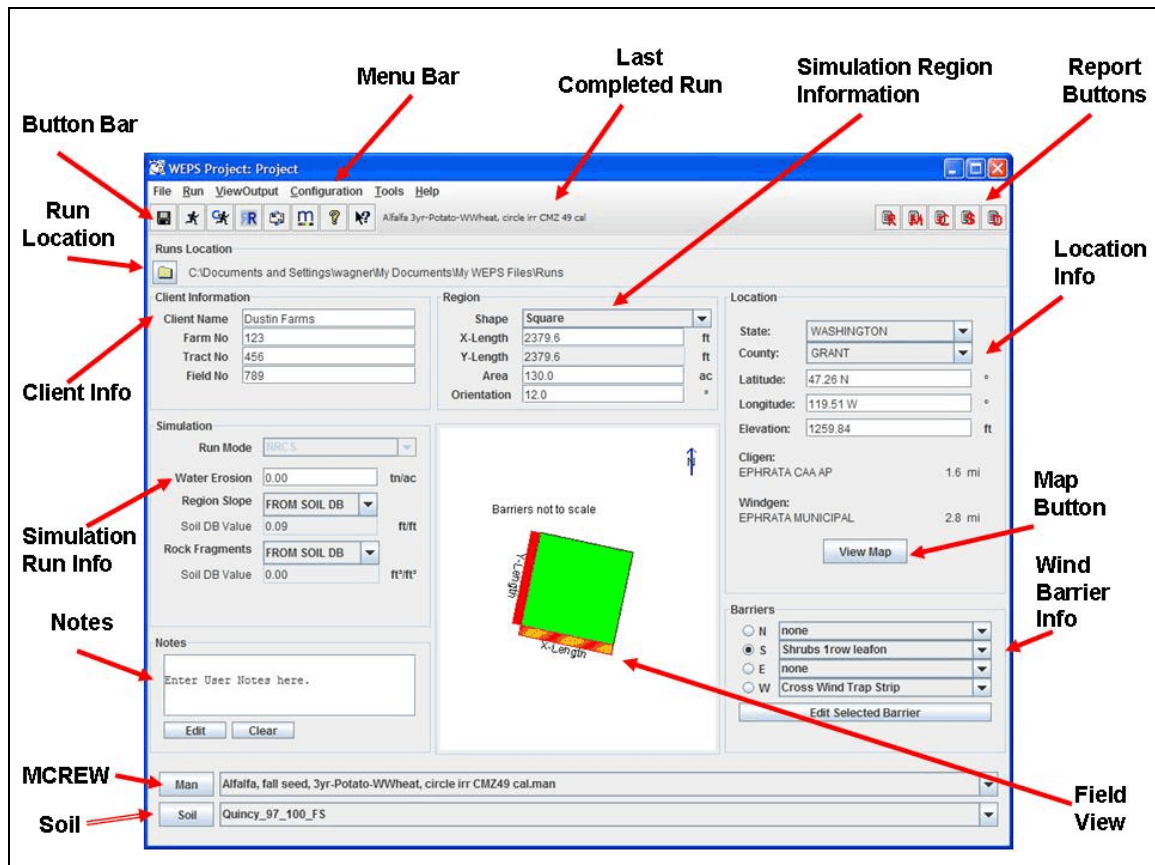 Menu Bar
Last
Completed Run
Simulation Region
Information
Report
Buttons
Button Bar
Run
Location
WEPS Project: Project
File Run ViewOutput Configuration Tools Help
R m ? ? Alfalfa 3yr-Potato-WWheat, circle irr CMZ 49 cal R M C S D
Runs Location
C:\Documents and Settings\wagner\My Documents\My WEPS Files\Runs
Location
Info
Client Info
Client Information
Client Name Dustin Farms
Farm No 123
Tract No 456
Field No 789
Region
Shape Square
X-Length 2379.6 ft
Y-Length 2379.6 ft
Area 130.0 ac
Orientation 12.0 °
Location
State: WASHINGTON
County: GRANT
Latitude: 47.26 N °
Longitude: 119.51 W °
Elevation: 1259.84 ft
Cligen:
EPHRATA CAA AP 1.6 mi
Windgen:
EPHRATA MUNICIPAL 2.8 mi
View Map
Map
Button
Simulation
Run Info
Simulation
Run Mode NRCS
Water Erosion 0.00 tn/ac
Region Slope FROM SOIL DB
Soil DB Value 0.09 ft/ft
Rock Fragments FROM SOIL DB
Soil DB Value 0.00 ft³/ft³
N
Barriers not to scale
Y-Length
X-Length
Wind
Barrier
Info
Barriers
N none
S Shrubs 1row leafon
E none
W Cross Wind Trap Strip
Edit Selected Barrier
Notes
Notes
Enter User Notes here.
Edit Clear
MCREW
Man Alfalfa, fall seed, 3yr-Potato-WWheat, circle irr CMZ49 cal.man
Soil
Soil Quincy_97_100_FS
Field
View